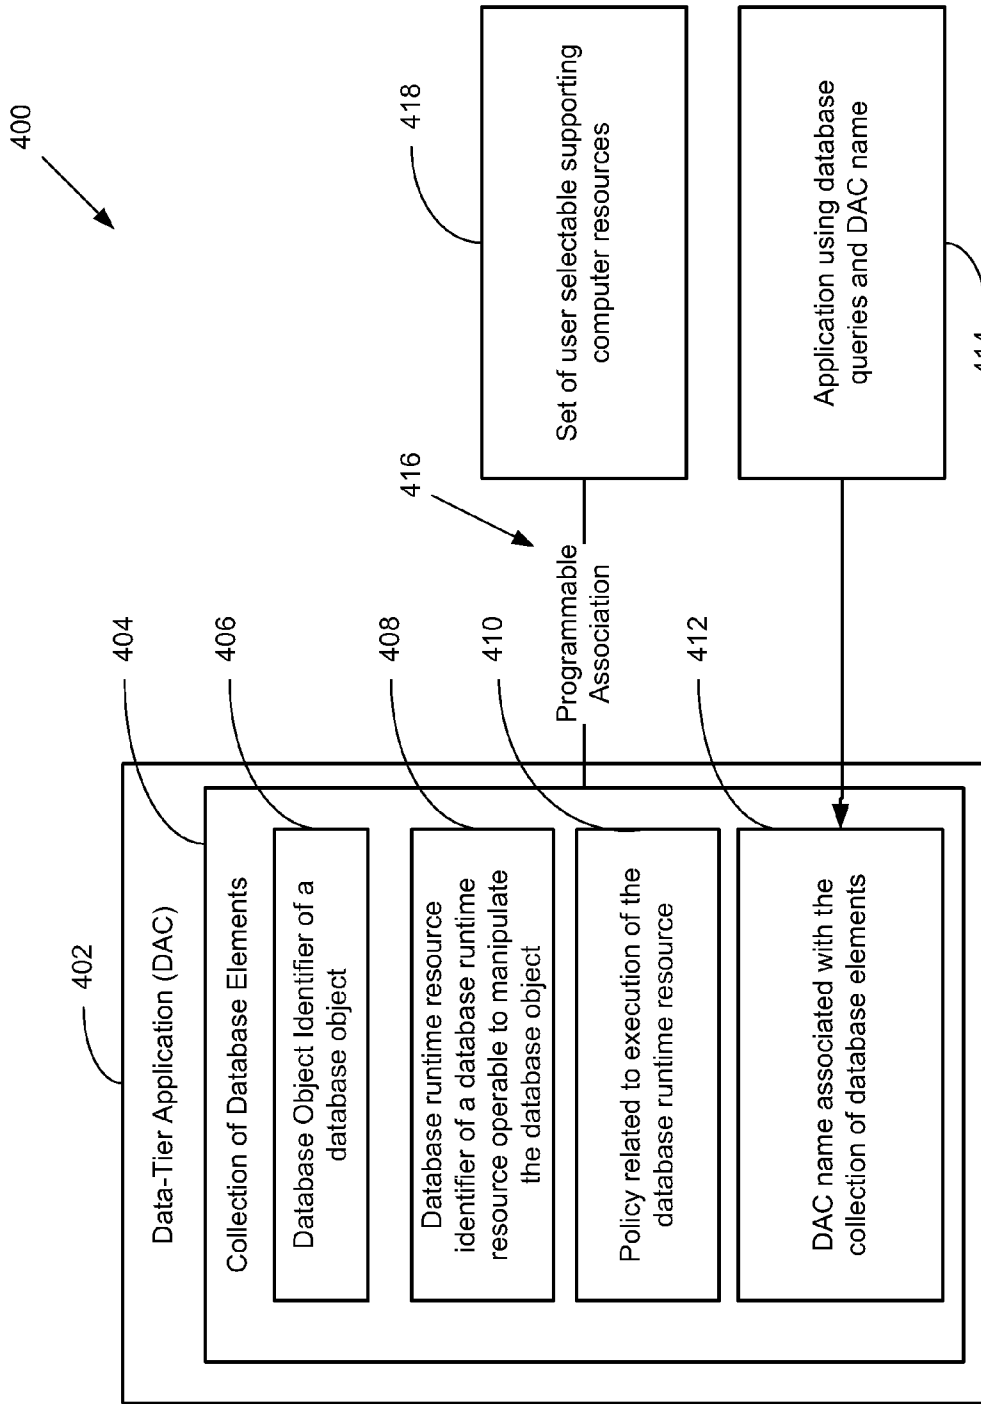 400
402
Data-Tier Application (DAC)
404
Collection of Database Elements
406
Database Object Identifier of a
database object
408
Database runtime resource
identifier of a database runtime
resource operable to manipulate
the database object
410
Policy related to execution of the
database runtime resource
412
DAC name associated with the
collection of database elements
416
Programmable
Association
418
Set of user selectable supporting
computer resources
Application using database
queries and DAC name